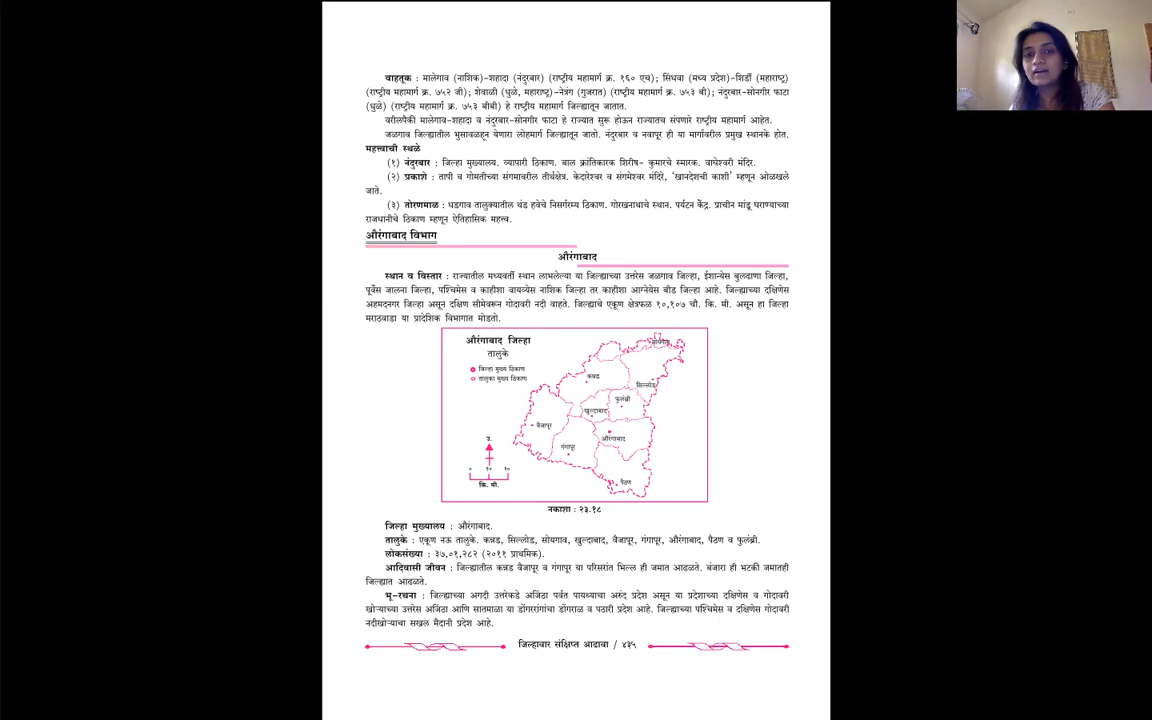 वाहतूक : मालेगाव (नाशिक)-शहादा (नंदुरबार) (राष्ट्रीय महामार्ग क्र. १६० एच); सिंधवा (मध्य प्रदेश)-शिर्डी (महाराष्ट्र)
(राष्ट्रीय महामार्ग क्र. ७५२ जी); शेवाळी (धुळे, महाराष्ट्र)-नेत्रंग (गुजरात) (राष्ट्रीय महामार्ग क्र. ७५३ बी); नंदुरबार-सोनगीर फाटा
(धुळे) (राष्ट्रीय महामार्ग क्र. ७५३ बीबी) हे राष्ट्रीय महामार्ग जिल्ह्यातून जातात.
वरीलपैकी मालेगाव-शहादा व नंदुरबार-सोनगीर फाटा हे राज्यात सुरू होऊन राज्यातच संपणारे राष्ट्रीय महामार्ग आहेत.
जळगाव जिल्ह्यातील भुसावळहून येणारा लोहमार्ग जिल्ह्यातून जातो. नंदुरबार व नवापूर ही या मार्गावरील प्रमुख स्थानके होत.
महत्त्वाची स्थळे
(१) नंदुरबार : जिल्हा मुख्यालय. व्यापारी ठिकाण. बाल क्रांतिकारक शिरीष- कुमारचे स्मारक. वाघेश्वरी मंदिर.
(२) प्रकाशे : तापी व गोमतीच्या संगमावरील तीर्थक्षेत्र. केदारेश्वर व संगमेश्वर मंदिरे, ‘खानदेशची काशी’ म्हणून ओळखले
जाते.
(३) तोरणमाळ : धडगाव तालुक्यातील थंड हवेचे निसर्गरम्य ठिकाण. गोरखनाथाचे स्थान. पर्यटन केंद्र. प्राचीन मांडू घराण्याच्या
राजधानीचे ठिकाण म्हणून ऐतिहासिक महत्त्व.
औरंगाबाद विभाग
औरंगाबाद
स्थान व विस्तार : राज्यातील मध्यवर्ती स्थान लाभलेल्या या जिल्ह्याच्या उत्तरेस जळगाव जिल्हा, ईशान्येस बुलढाणा जिल्हा,
पूर्वेस जालना जिल्हा, पश्चिमेस व काहीशा वायव्येस नाशिक जिल्हा तर काहीशा आग्नेयेस बीड जिल्हा आहे. जिल्ह्याच्या दक्षिणेस
अहमदनगर जिल्हा असून दक्षिण सीमेवरून गोदावरी नदी वाहते. जिल्ह्याचे एकूण क्षेत्रफळ १०,१०७ चौ. कि. मी. असून हा जिल्हा
मराठवाडा या प्रादेशिक विभागात मोडतो.
औरंगाबाद जिल्हा
तालुके
जिल्हा मुख्य ठिकाण
तालुका मुख्य ठिकाण
सोयगाव
कन्नड
सिल्लोड
फुलंब्री
खुल्दाबाद
वैजापूर
औरंगाबाद
गंगापूर
पैठण
उ.
० १० २०
कि. मी.
नकाशा : २३.१८
जिल्हा मुख्यालय : औरंगाबाद.
तालुके : एकूण नऊ तालुके. कन्नड, सिल्लोड, सोयगाव, खुल्दाबाद, वैजापूर, गंगापूर, औरंगाबाद, पैठण व फुलंब्री.
लोकसंख्या : ३७,०१,२८२ (२०११ प्राथमिक).
आदिवासी जीवन : जिल्ह्यातील कन्नड वैजापूर व गंगापूर या परिसरांत भिल्ल ही जमात आढळते. बंजारा ही भटकी जमातही
जिल्ह्यात आढळते.
भू-रचना : जिल्ह्याच्या अगदी उत्तरेकडे अजिंठा पर्वत पायथ्याचा अरुंद प्रदेश असून या प्रदेशाच्या दक्षिणेस व गोदावरी
खोऱ्याच्या उत्तरेस अजिंठा आणि सातमाळा या डोंगररांगांचा डोंगराळ व पठारी प्रदेश आहे. जिल्ह्याच्या पश्चिमेस व दक्षिणेस गोदावरी
नदीखोऱ्याचा सखल मैदानी प्रदेश आहे.
जिल्हावार संक्षिप्त आढावा / ४३५